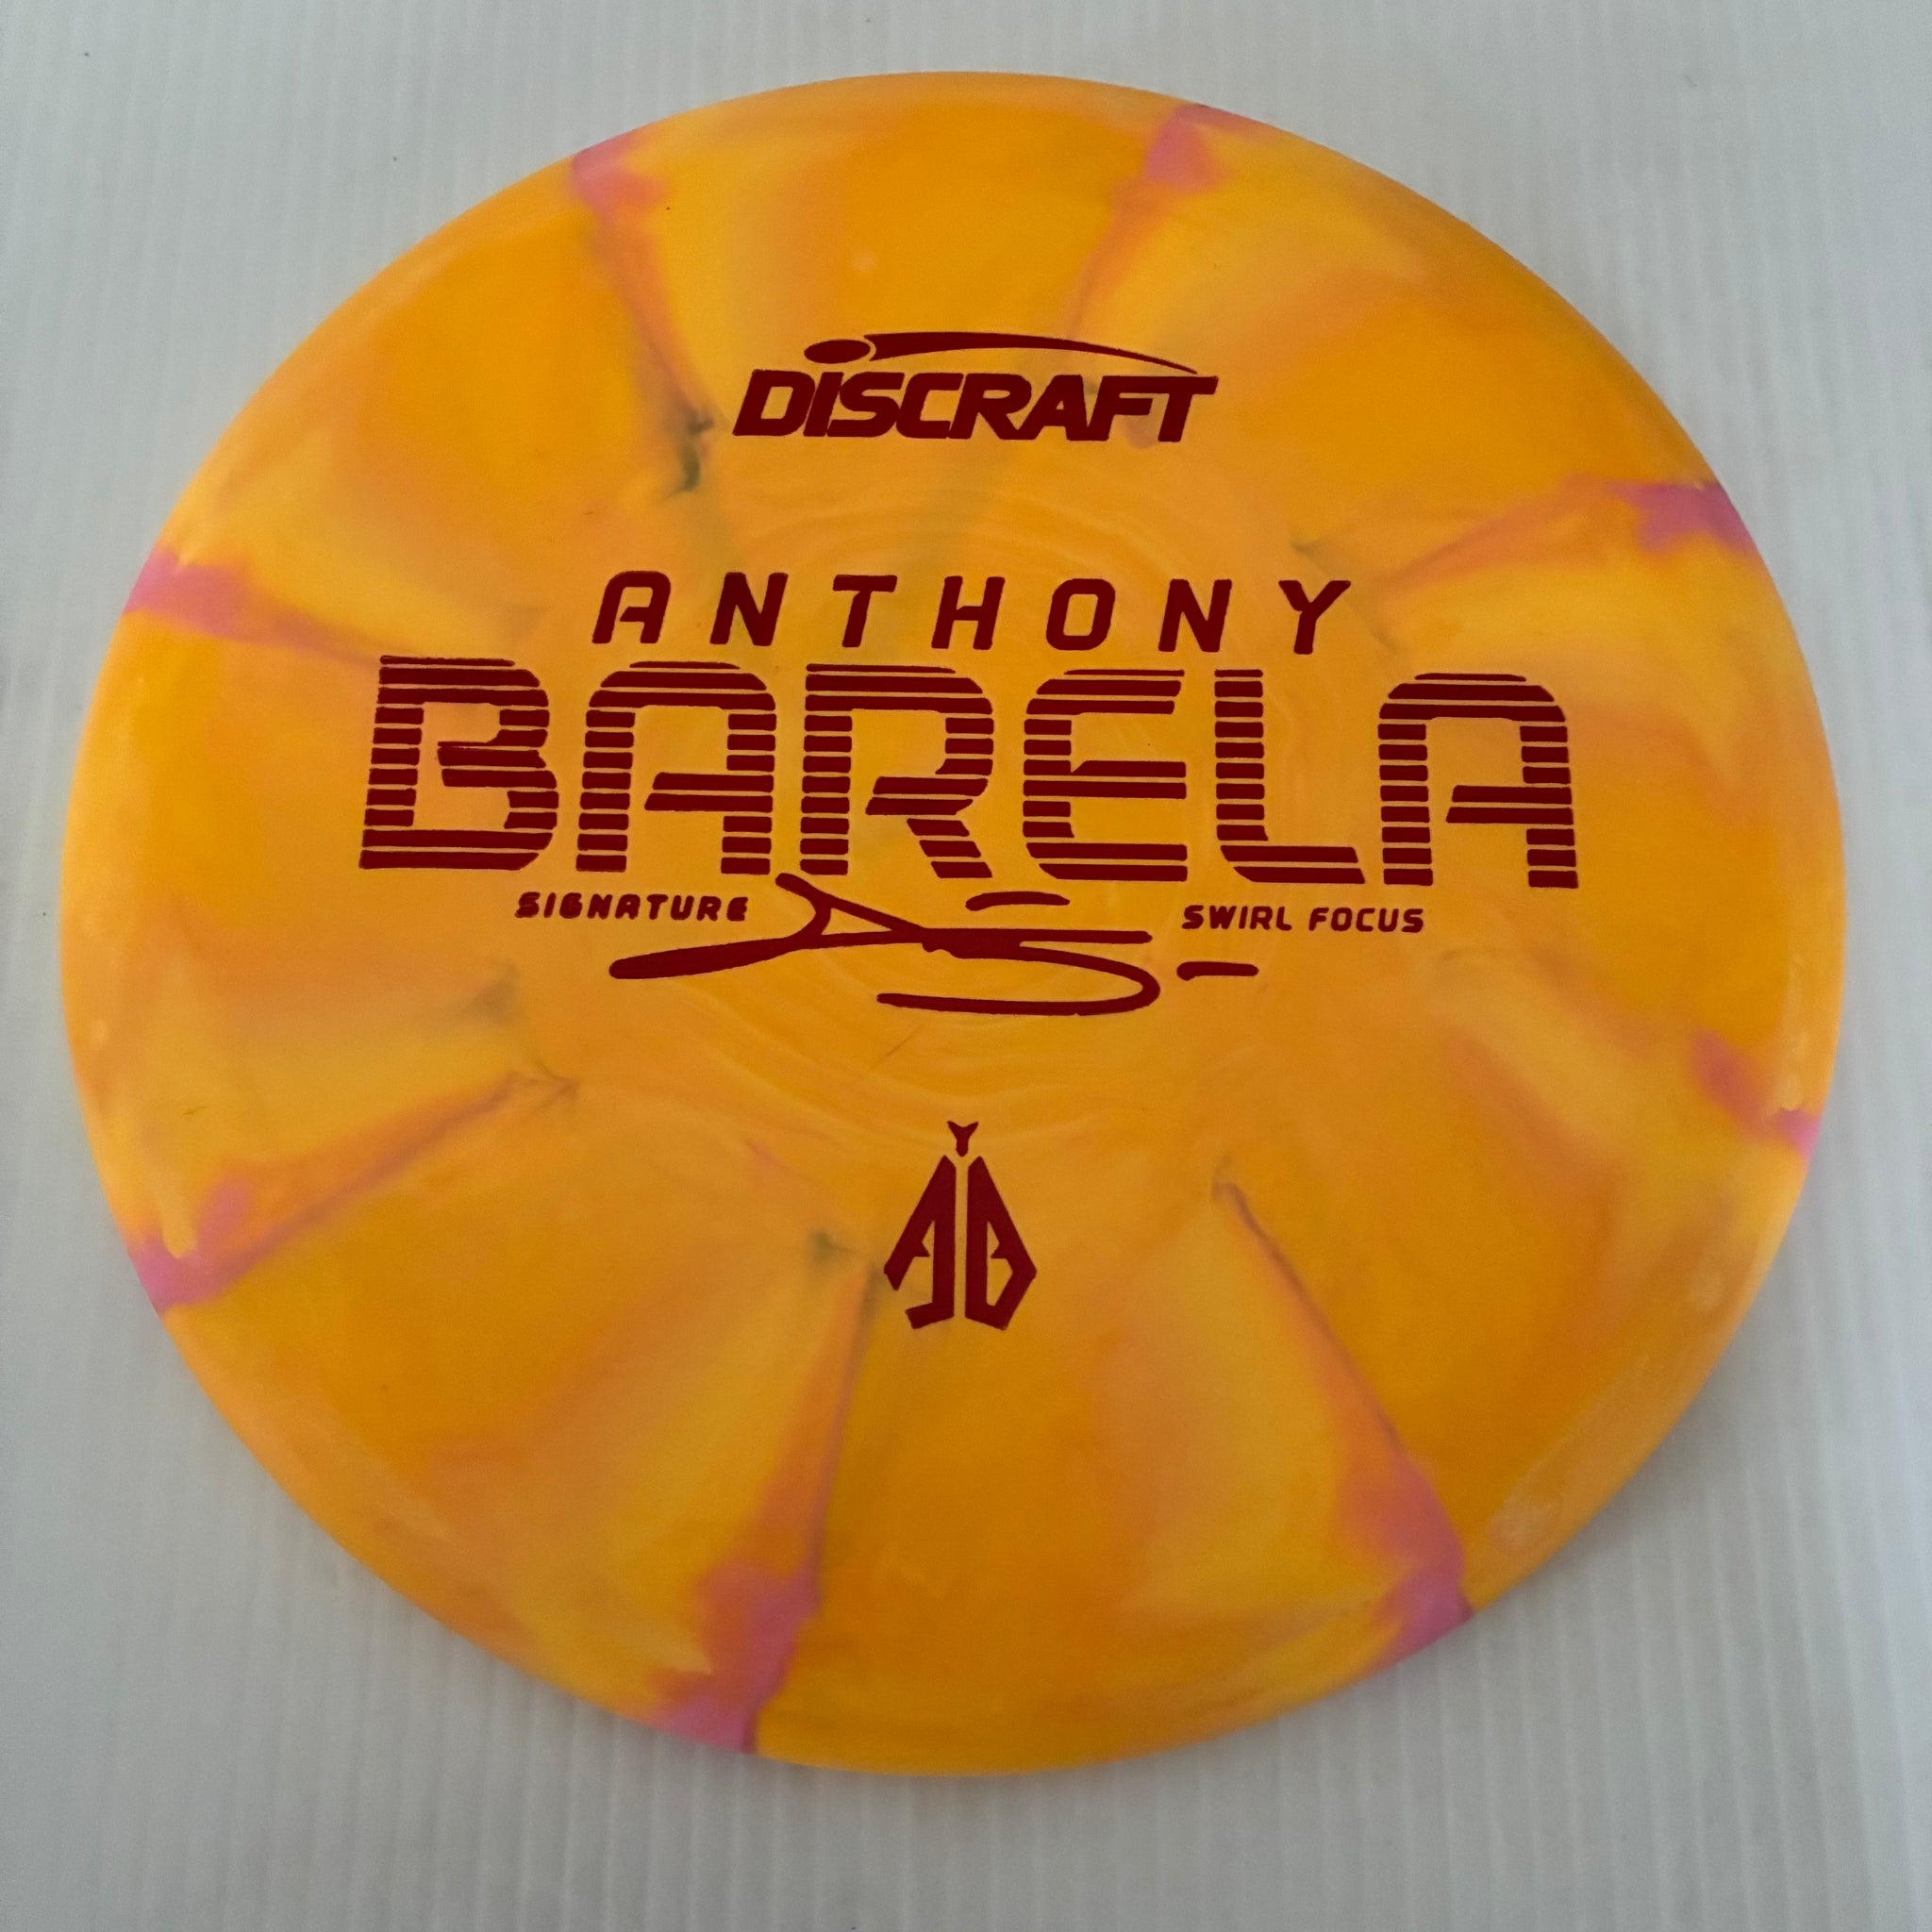 DISCRAFT
ANTHONY
BARELA
SIGNATURE SWIRL FOCUS
AB